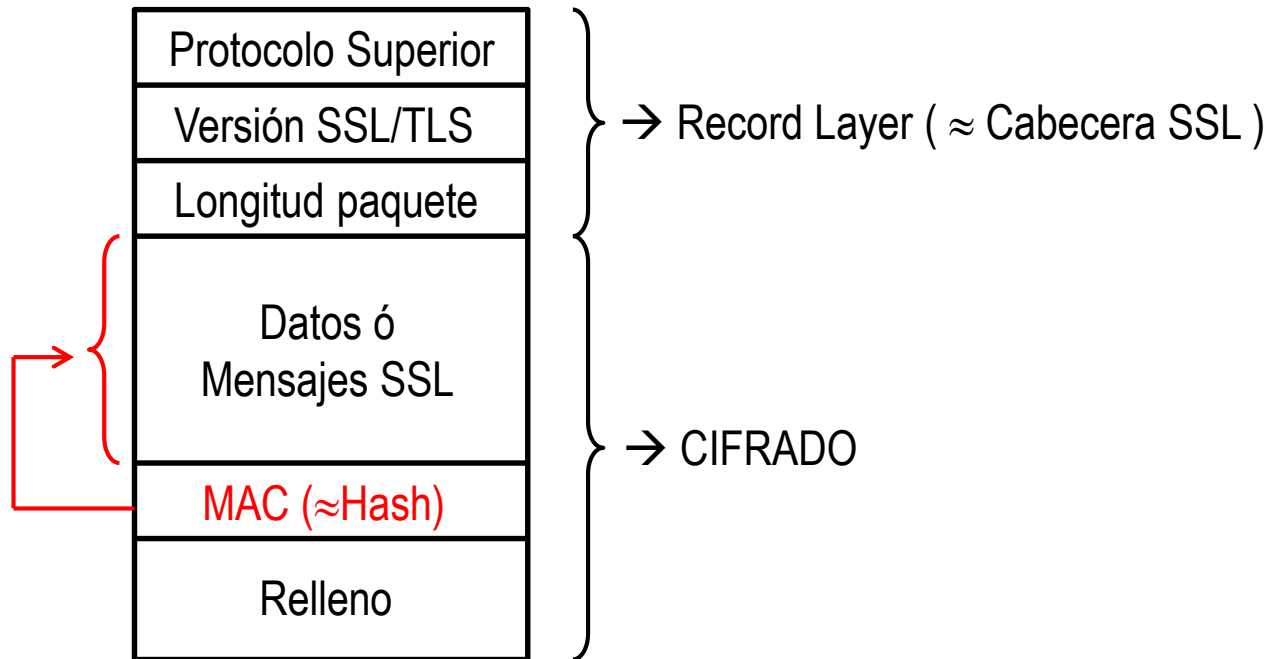 Protocolo Superior
Versión SSL/TLS
→ Record Layer ( ≈ Cabecera SSL )
Longitud paquete
Datos ó
Mensajes SSL
→ CIFRADO
MAC (≈Hash)
Relleno